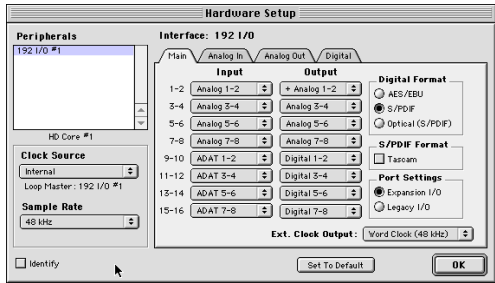 Hardware Setup
Peripherals
192 I/O #1
HD Core #1
Clock Source
Internal
Loop Master : 192 I/O #1
Sample Rate
48 kHz
Identify
Interface: 192 I/O
Main Analog In Analog Out Digital
Input Output
1-2 Analog 1-2 + Analog 1-2
3-4 Analog 3-4 Analog 3-4
5-6 Analog 5-6 Analog 5-6
7-8 Analog 7-8 Analog 7-8
9-10 ADAT 1-2 Digital 1-2
11-12 ADAT 3-4 Digital 3-4
13-14 ADAT 5-6 Digital 5-6
15-16 ADAT 7-8 Digital 7-8
Ext. Clock Output: Word Clock (48 kHz)
Digital Format
AES/EBU
S/PDIF
Optical (S/PDIF)
S/PDIF Format
Tascam
Port Settings
Expansion I/O
Legacy I/O
Set To Default
OK